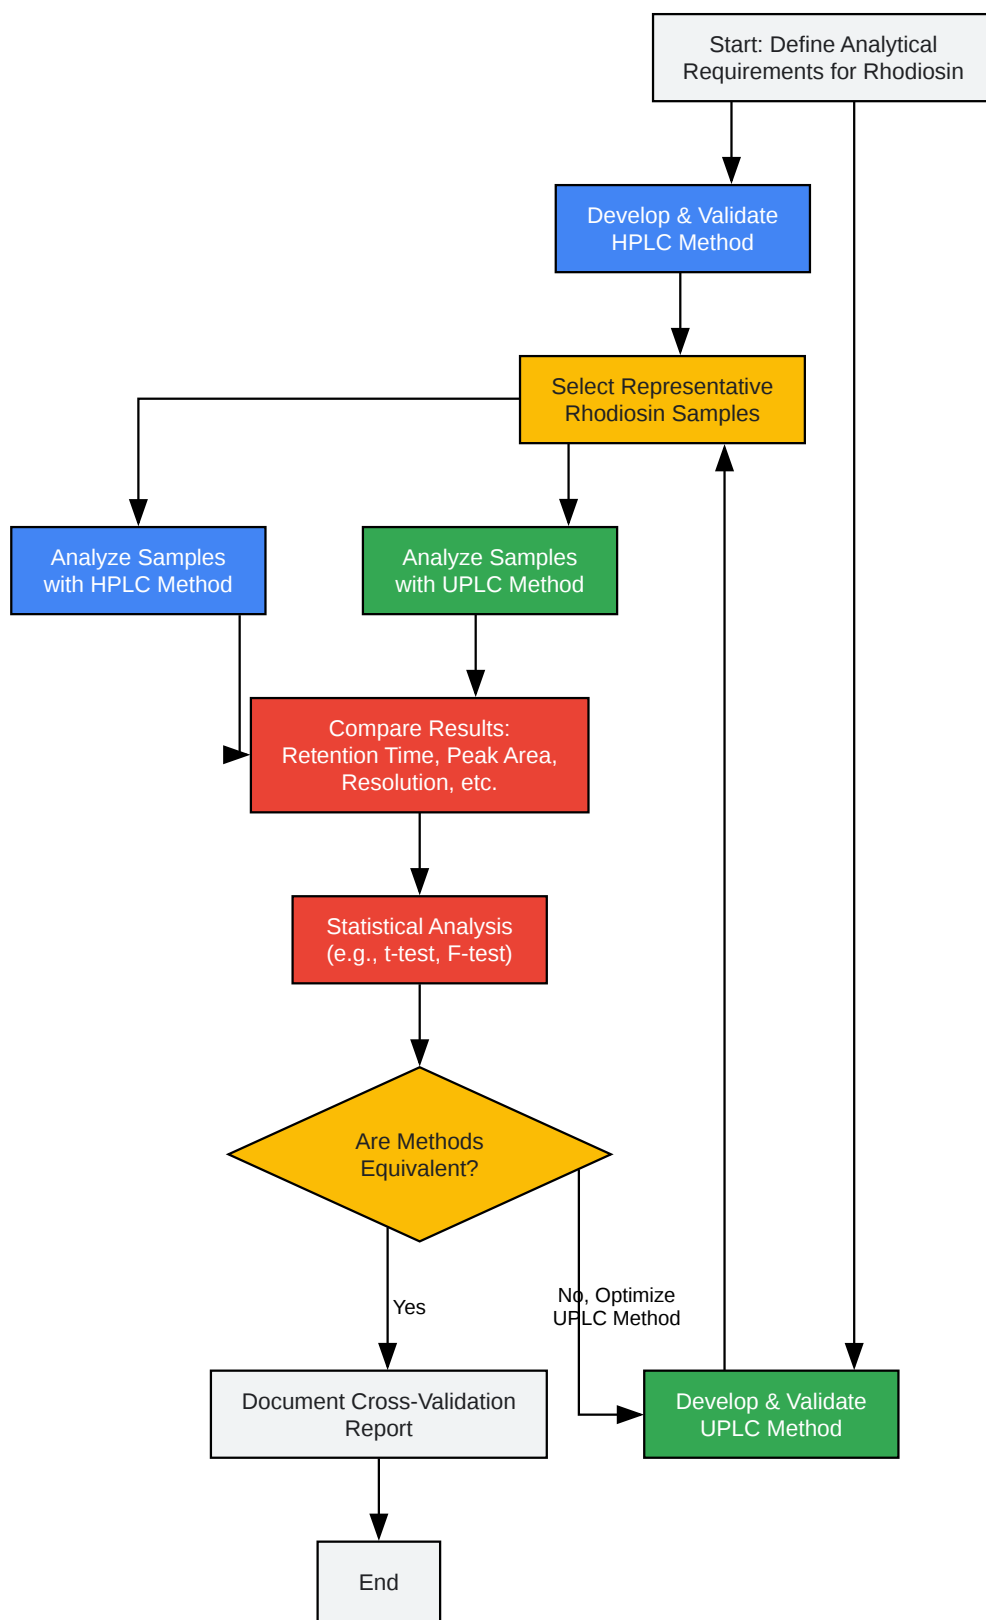 Start: Define Analytical
Requirements for Rhodiosin
Develop & Validate
HPLC Method
Select Representative
Rhodiosin Samples
Analyze Samples
with HPLC Method
Analyze Samples
with UPLC Method
Compare Results:
Retention Time, Peak Area,
Resolution, etc.
Statistical Analysis
(e.g., t-test, F-test)
Are Methods
Equivalent?
Yes
No, Optimize
UPLC Method
Document Cross-Validation
Report
Develop & Validate
UPLC Method
End